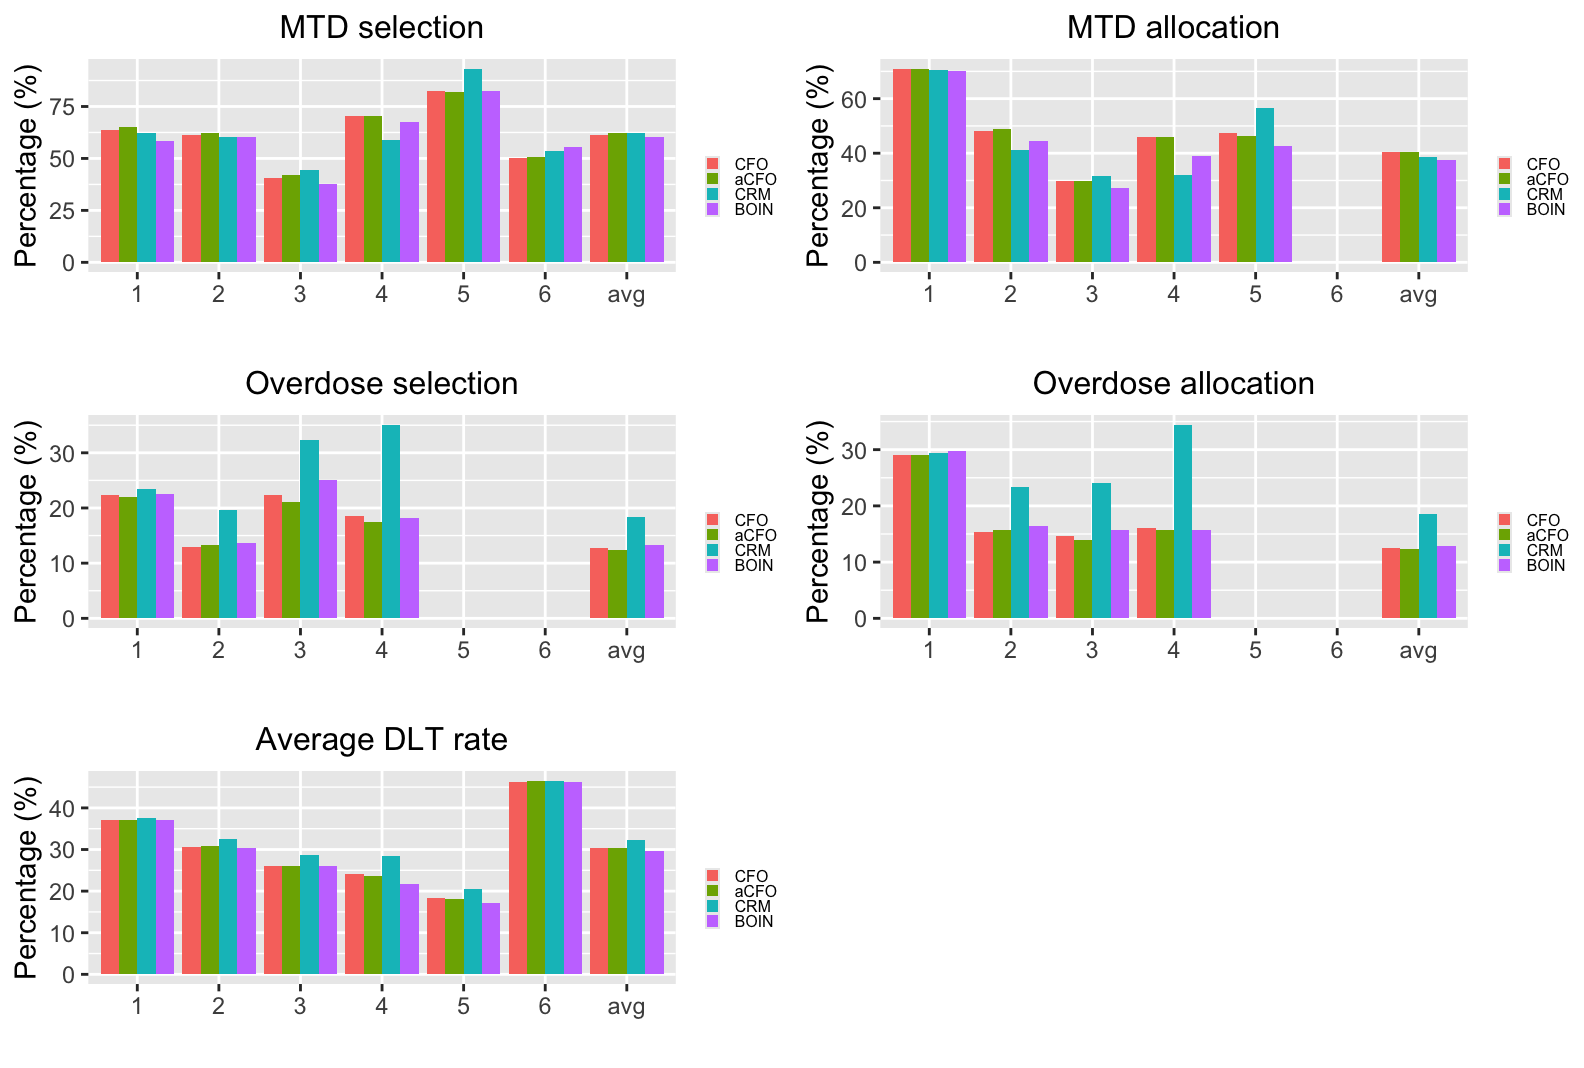 MTD selection
Percentage (%)
75
50
25
0
1 2 3 4 5 6 avg
CFO
aCFO
CRM
BOIN
MTD allocation
Percentage (%)
60
40
20
0
1 2 3 4 5 6 avg
CFO
aCFO
CRM
BOIN
Overdose selection
Percentage (%)
30
20
10
0
1 2 3 4 5 6 avg
CFO
aCFO
CRM
BOIN
Overdose allocation
Percentage (%)
30
20
10
0
1 2 3 4 5 6 avg
CFO
aCFO
CRM
BOIN
Average DLT rate
Percentage (%)
40
30
20
10
0
1 2 3 4 5 6 avg
CFO
aCFO
CRM
BOIN